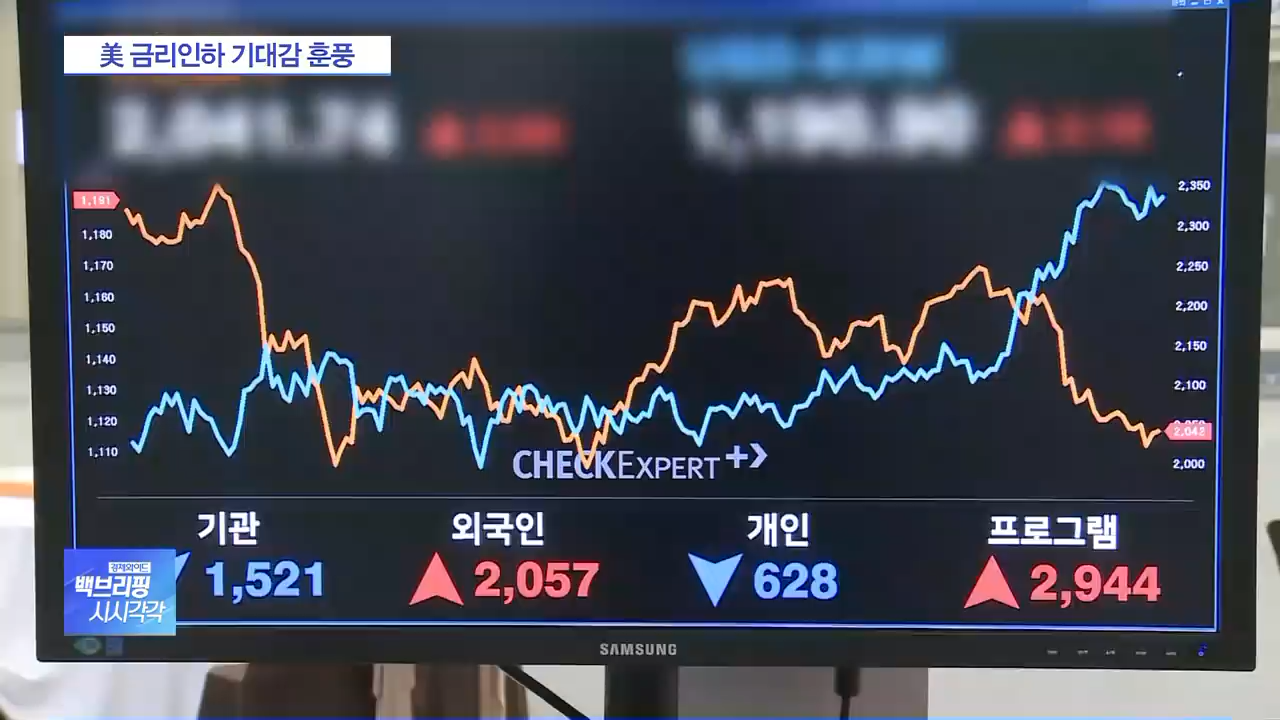 美 금리인하 기대감 훈풍
1,191
1,180
1,170
1,160
1,150
1,140
1,130
1,120
1,110
2,350
2,300
2,250
2,200
2,150
2,100
2,042
2,000
CHECKEXPERT
기관 외국인 개인 프로그램
1,521 2,057 628 2,944
경제와이드
백브리핑
시시각각
SAMSUNG